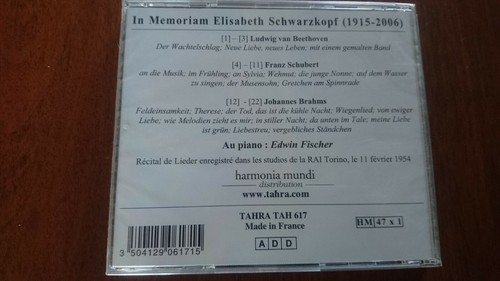 In Memoriam Elisabeth Schwarzkopf (1915-2006)
[1] – [3] Ludwig van Beethoven
Der Wachtelschlag, Neue Liebe, neues Leben; mit einem gemalten Band
[4] – [11] Franz Schubert
an die Musik; im Frühling; an Sylvia; Wehmut; die junge Nonne; auf dem Wasser
zu singen; der Musensohn; Gretchen am Spinnrade
[12] - [22] Johannes Brahms
Feldeinsamkeit; Therese; der Tod, das ist die kühle Nacht; Wiegenlied; von ewiger
Liebe; wie Melodien zieht es mir; in stiller Nacht; da unten im Tale; meine Liebe
ist grün; Liebestreu; vergebliches Ständchen
Au piano : Edwin Fischer
Récital de Lieder enregistré dans les studios de la RAI Torino, le 11 février 1954
harmonia mundi
distribution
www.tahra.com
TAHRA TAH 617
Made in France
HM 47 x 1
A D D
3 504129 061715